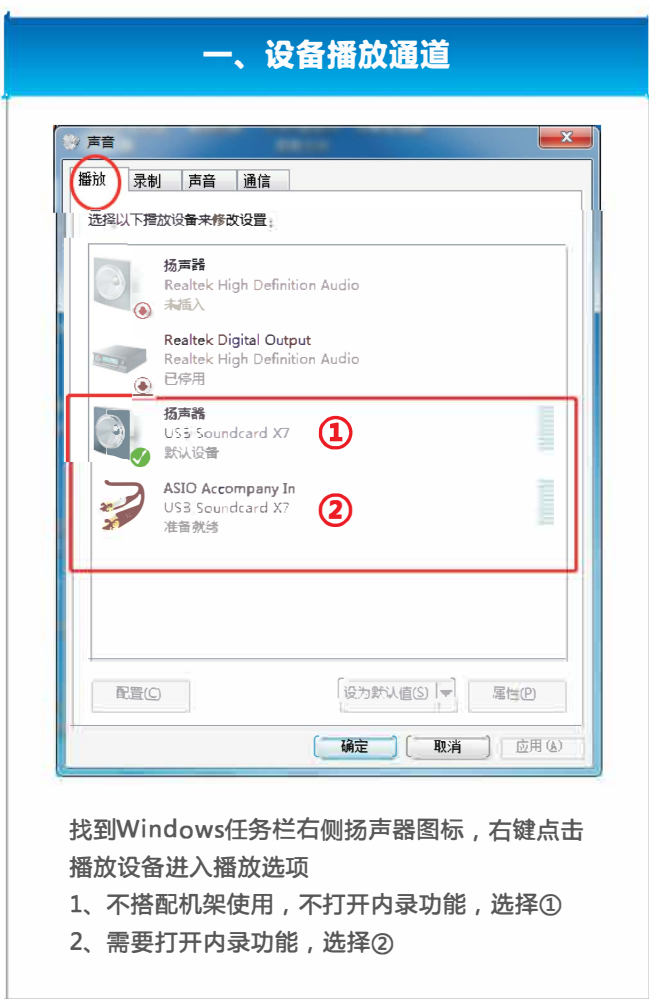 一、设备播放通道
声音
播放 录制 声音 通信
选择以下播放设备来修改设置:
扬声器
Realtek High Definition Audio
未插入
Realtek Digital Output
Realtek High Definition Audio
已停用
扬声器
USB Soundcard X7
默认设备
①
ASIO Accompany In
USB Soundcard X7
准备就绪
②
配置(C) 设为默认值(S) 属性(P)
确定 取消 应用(A)
找到Windows任务栏右侧扬声器图标，右键点击
播放设备进入播放选项
1、不搭配机架使用，不打开内录功能，选择①
2、需要打开内录功能，选择②